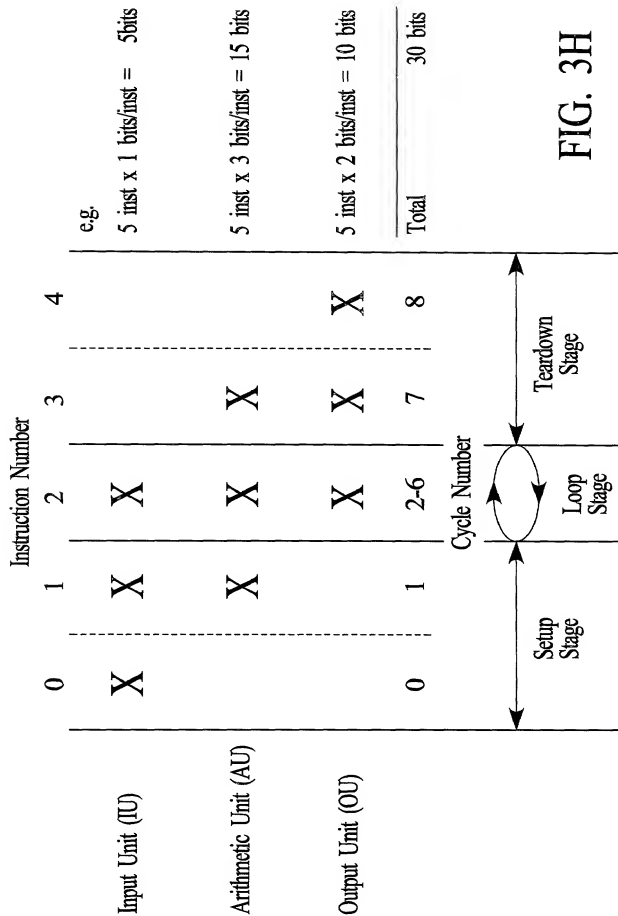 Instruction Number
0 1 2 3 4
e.g.
Input Unit (IU) X X X 5 inst x 1 bits/inst = 5bits
Arithmetic Unit (AU) X X X 5 inst x 3 bits/inst = 15 bits
Output Unit (OU) X X X 5 inst x 2 bits/inst = 10 bits
0 1 2-6 7 8 Total 30 bits
Cycle Number
Setup Stage
Loop Stage
Teardown Stage
FIG. 3H